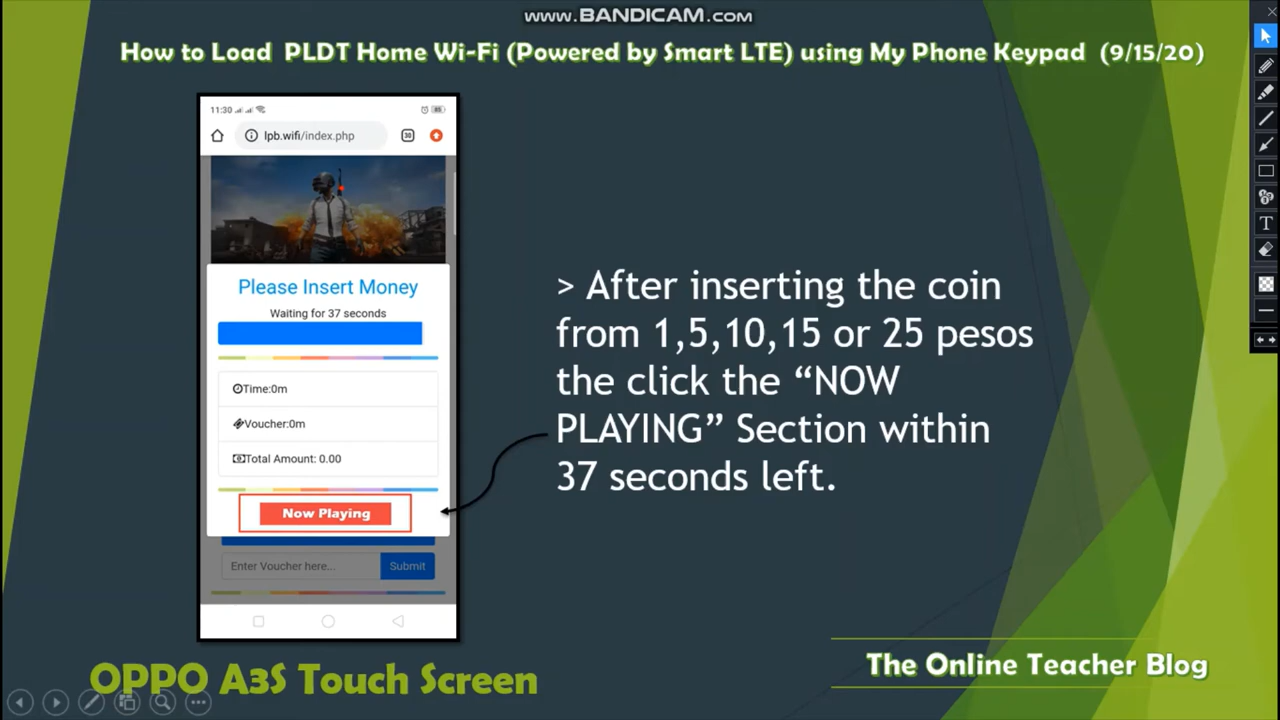 www.BANDICAM.com
How to Load PLDT Home Wi-Fi (Powered by Smart LTE) using My Phone Keypad (9/15/20)
11:30
85
lpb.wifi/index.php
30
Please Insert Money
Waiting for 37 seconds
Time:0m
Voucher:0m
Total Amount: 0.00
Now Playing
Enter Voucher here...
Submit
> After inserting the coin
from 1,5,10,15 or 25 pesos
the click the “NOW
PLAYING” Section within
37 seconds left.
OPPO A3S Touch Screen
The Online Teacher Blog